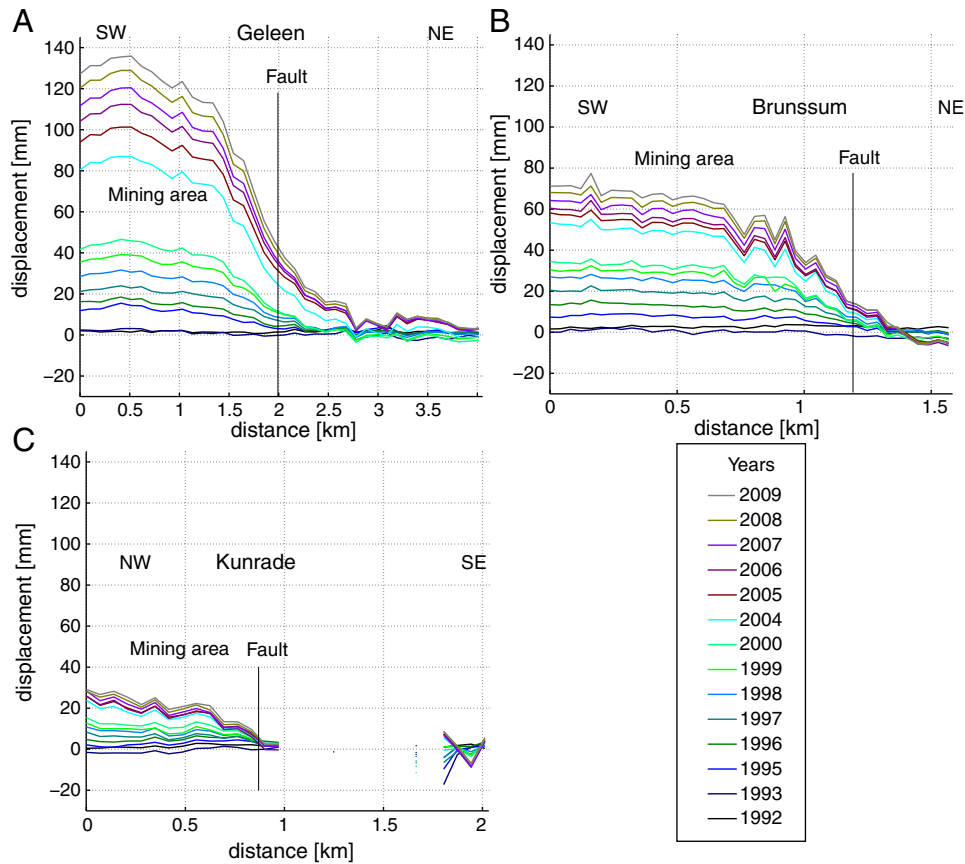 A
SW
Geleen
NE
Fault
Mining area
displacement [mm]
140
120
100
80
60
40
20
0
−20
0
0.5
1
1.5
2
2.5
3
3.5
distance [km]
B
SW
Brunssum
NE
Mining area
Fault
displacement [mm]
140
120
100
80
60
40
20
0
−20
0
0.5
1
1.5
distance [km]
C
NW
Kunrade
SE
Mining area
Fault
displacement [mm]
140
120
100
80
60
40
20
0
−20
0
0.5
1
1.5
2
distance [km]
Years
2009
2008
2007
2006
2005
2004
2000
1999
1998
1997
1996
1995
1993
1992